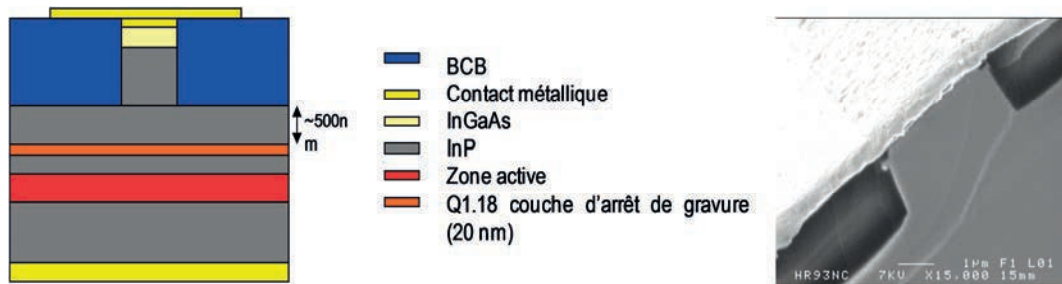 ~500n
m
BCB
Contact métallique
InGaAs
InP
Zone active
Q1.18 couche d'arrêt de gravure
(20 nm)
1µm F1 L01
HR93NC 7KV X15.000 15mm